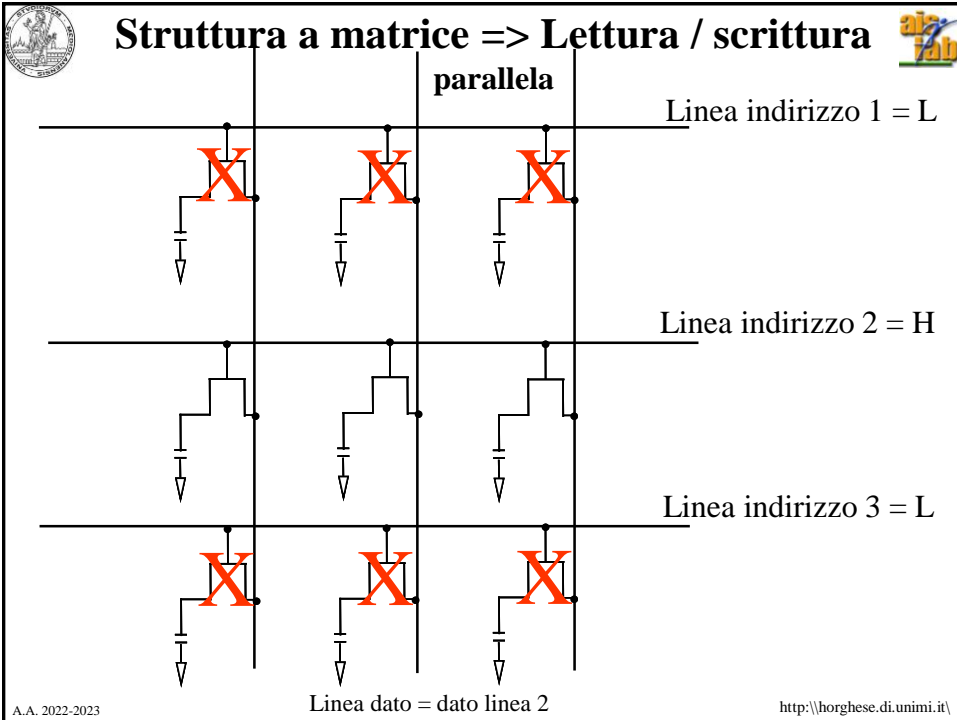 Struttura a matrice => Lettura / scrittura
parallela
Linea indirizzo 1 = L
X X X
Linea indirizzo 2 = H
Linea indirizzo 3 = L
X X X
A.A. 2022-2023
Linea dato = dato linea 2
http:\\horghese.di.unimi.it\